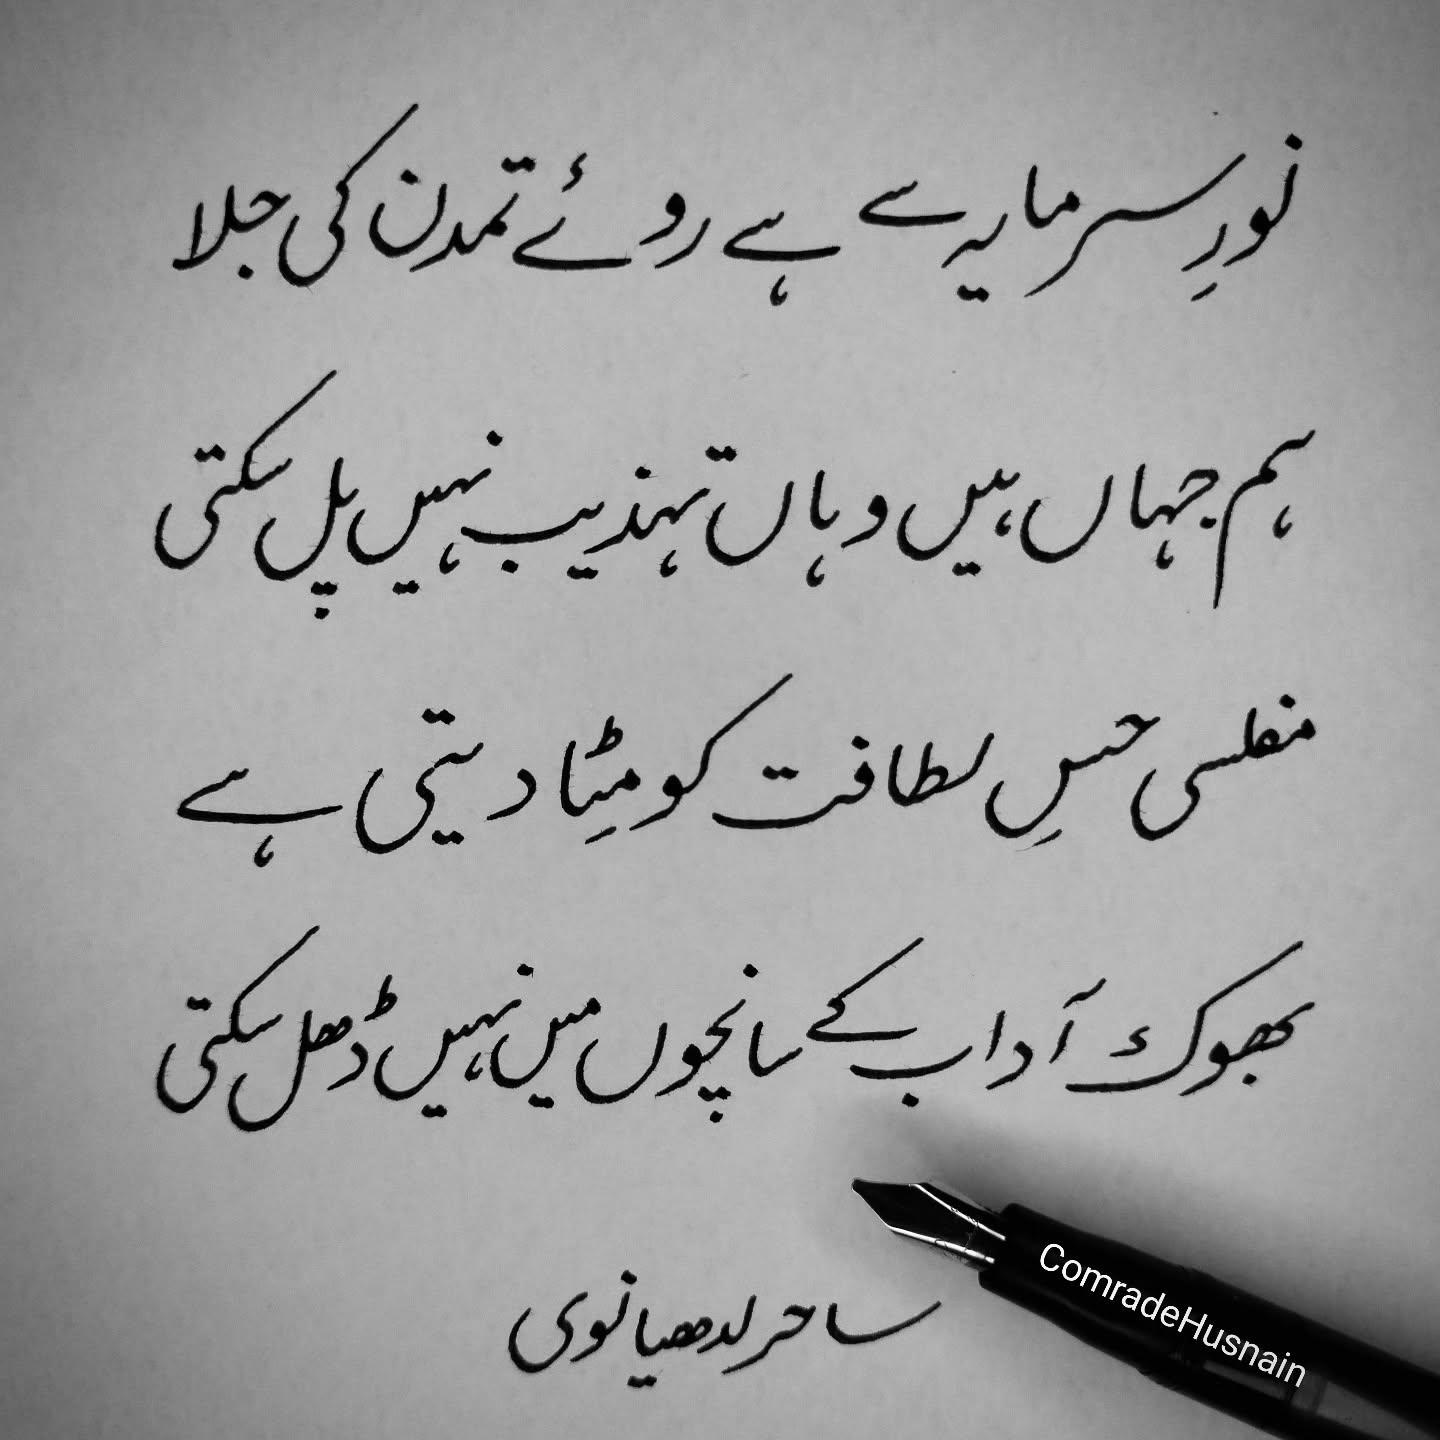 نورِ سرمایہ سے ہے روئے تمدن کی جلا
ہم جہاں ہیں وہاں تہذیب نہیں پل سکتی
مفلسی حسِ لطافت کو مِٹا دیتی ہے
بھوک آداب کے سانچوں میں نہیں ڈھل سکتی
ساحر لدھیانوی
ComradeHusnain